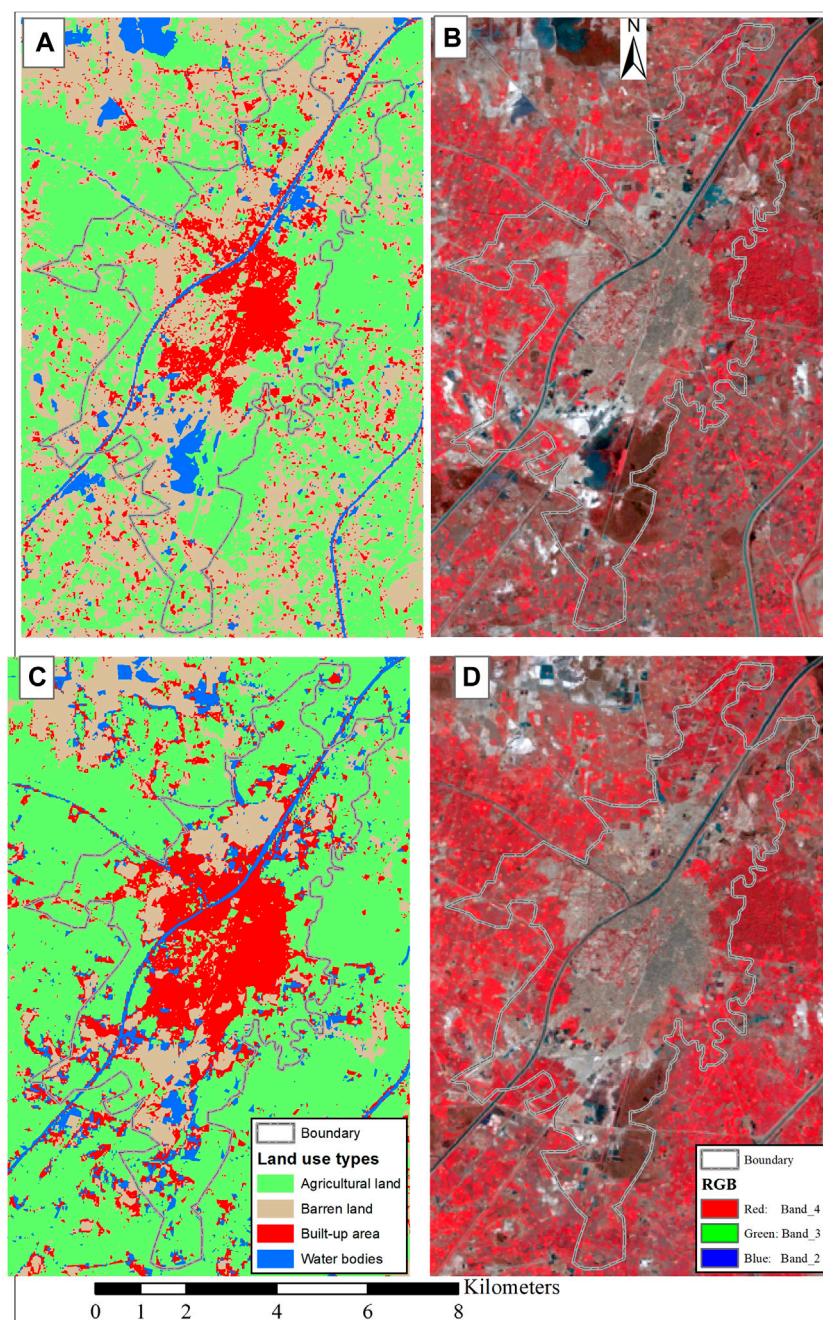 A
B
N
C
D
Boundary
Land use types
Agricultural land
Barren land
Built-up area
Water bodies
Boundary
RGB
Red: Band_4
Green: Band_3
Blue: Band_2
Kilometers
0 1 2 4 6 8